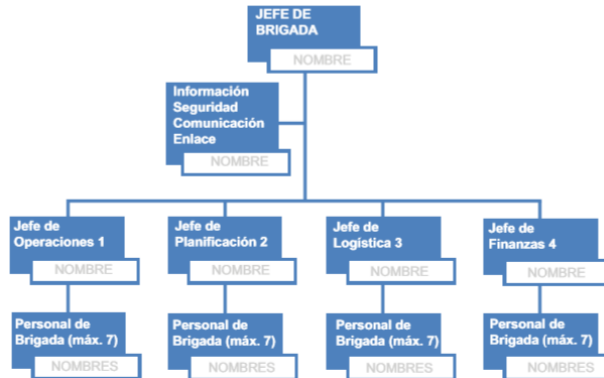 JEFE DE
BRIGADA
NOMBRE
Información
Seguridad
Comunicación
Enlace
NOMBRE
Jefe de
Operaciones 1
NOMBRE
Jefe de
Planificación 2
NOMBRE
Jefe de
Logística 3
NOMBRE
Jefe de
Finanzas 4
NOMBRE
Personal de
Brigada (máx. 7)
NOMBRES
Personal de
Brigada (máx. 7)
NOMBRES
Personal de
Brigada (máx. 7)
NOMBRES
Personal de
Brigada (máx. 7)
NOMBRES